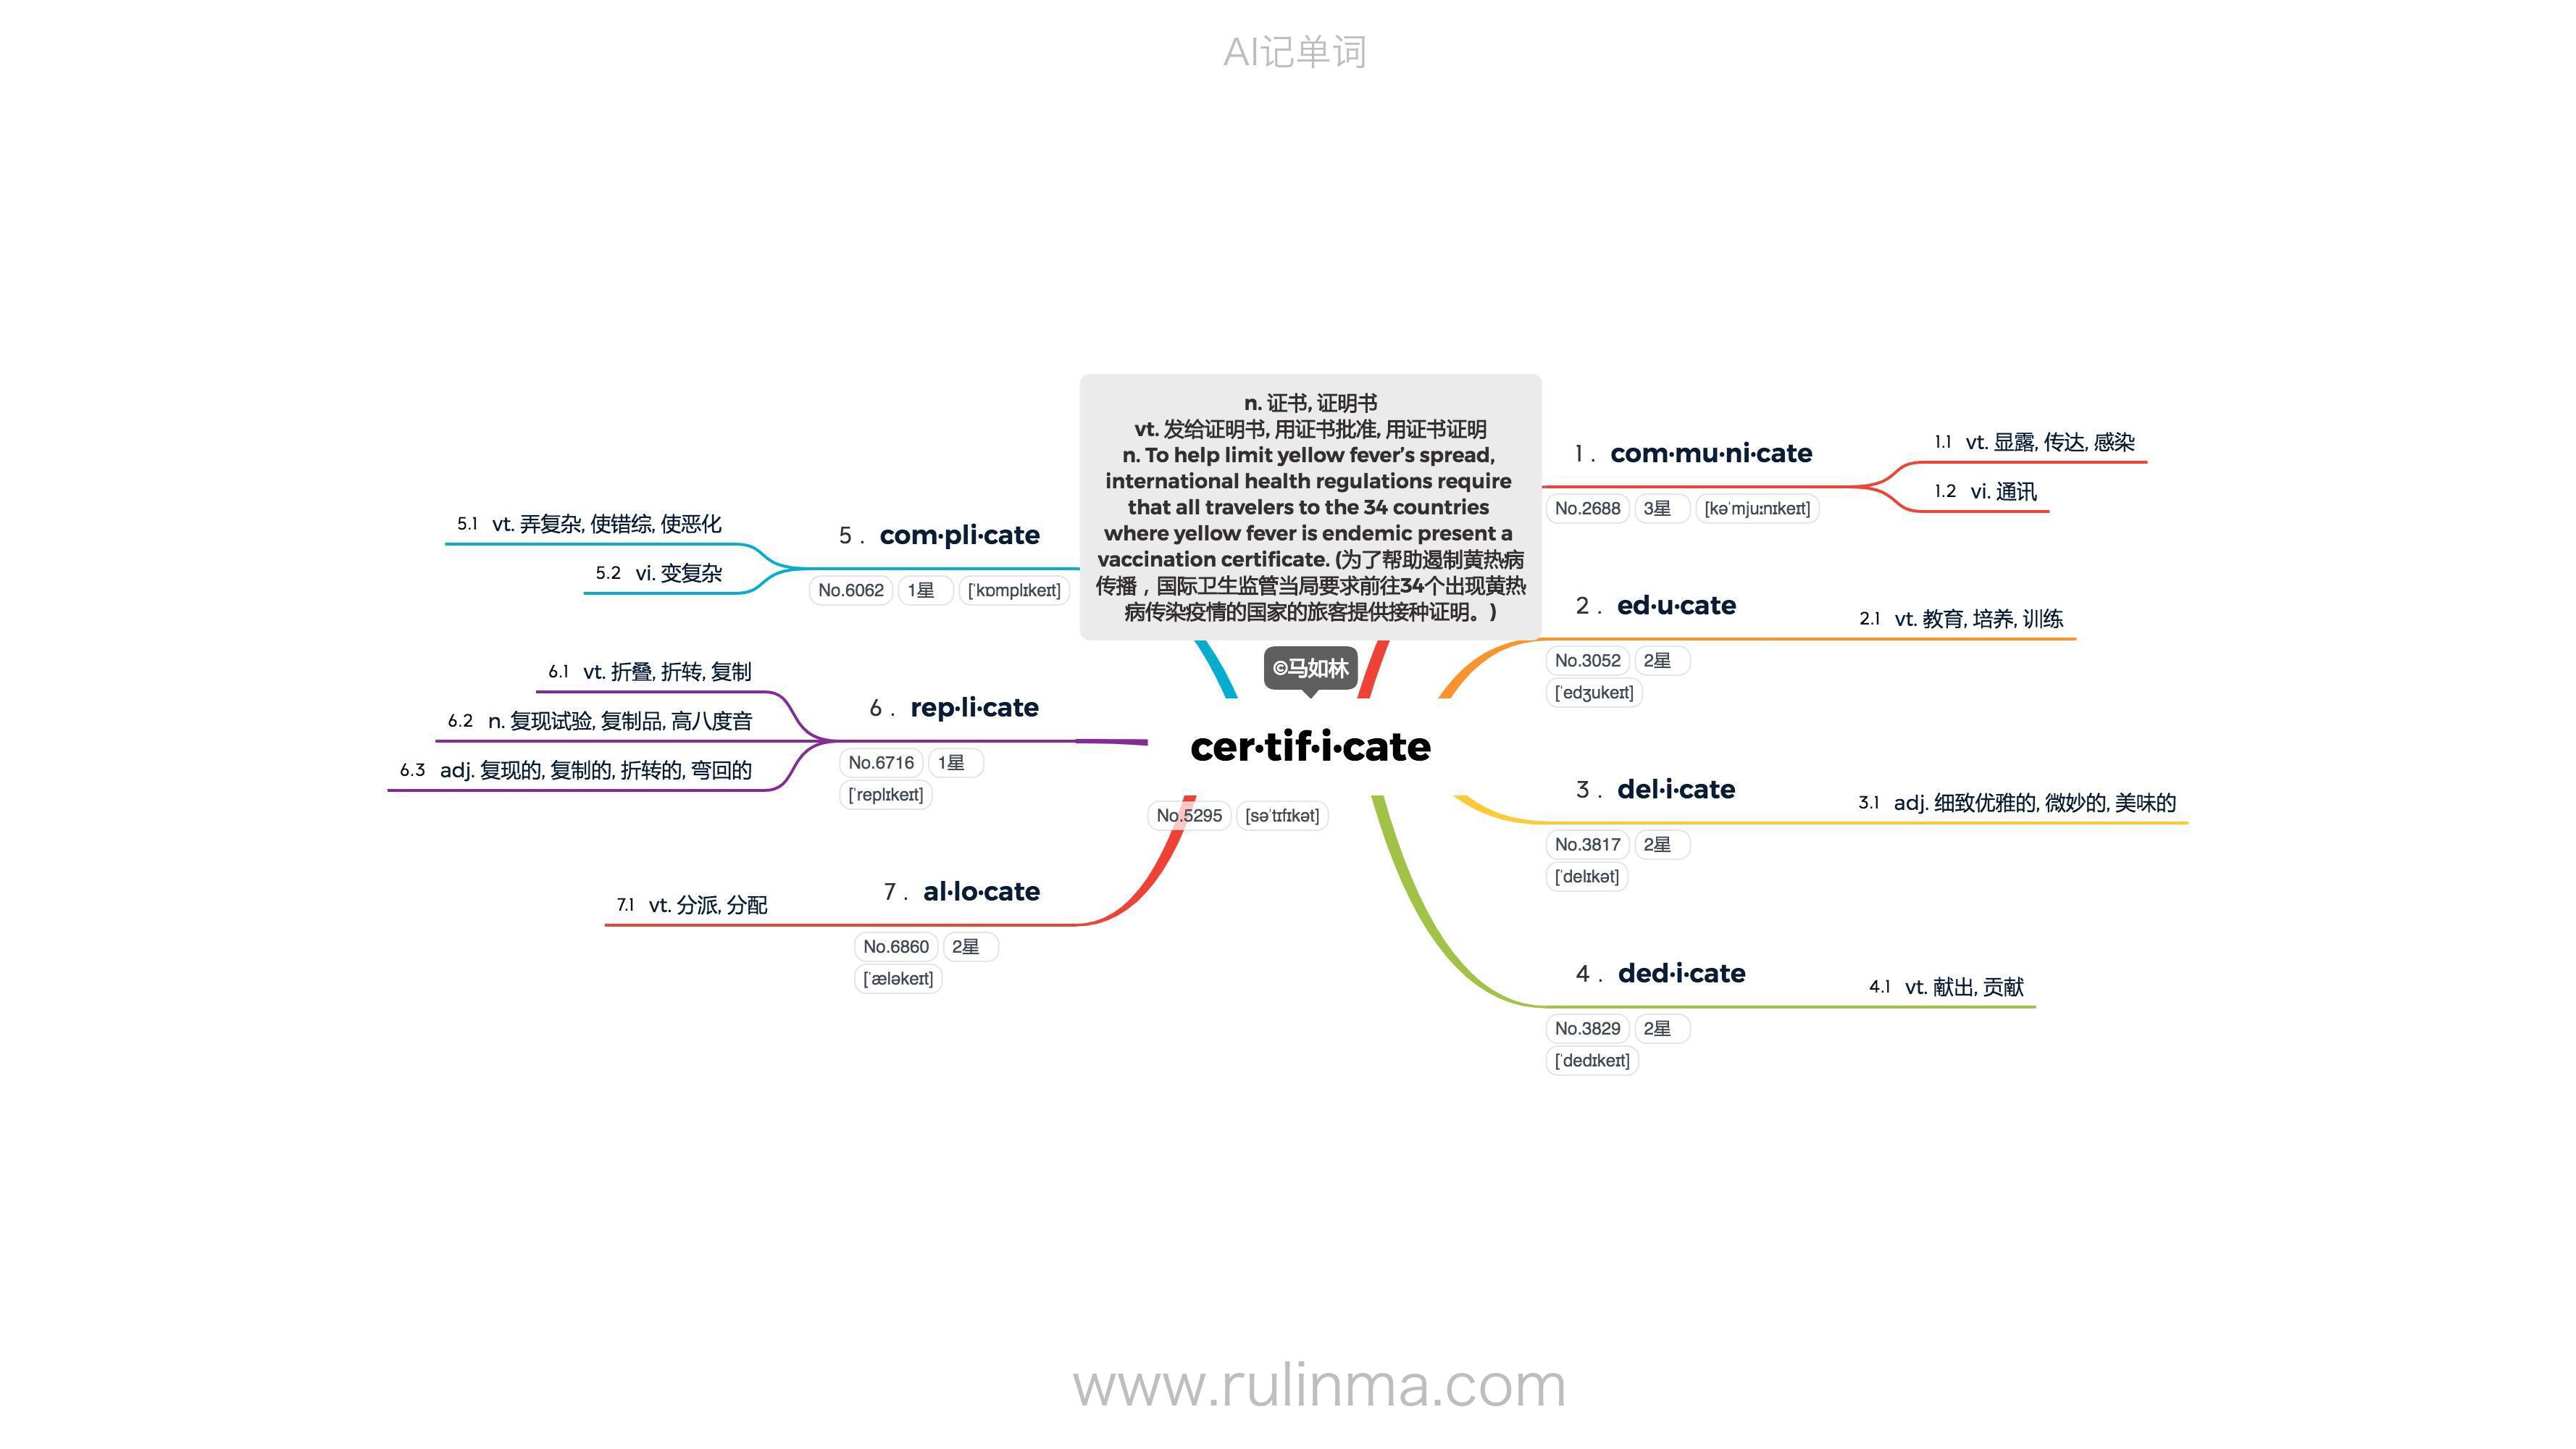 AI记单词
n. 证书, 证明书
vt. 发给证明书, 用证书批准, 用证书证明
n. To help limit yellow fever’s spread,
international health regulations require
that all travelers to the 34 countries
where yellow fever is endemic present a
vaccination certificate. (为了帮助遏制黄热病
传播，国际卫生监管当局要求前往34个出现黄热
病传染疫情的国家的旅客提供接种证明。)
©马如林
cer·tif·i·cate
No.5295 [səˈtɪfɪkət]
1. com·mu·ni·cate
No.2688 3星 [kəˈmjuːnɪkeɪt]
1.1 vt. 显露, 传达, 感染
1.2 vi. 通讯
2. ed·u·cate
No.3052 2星
[ˈedʒukeɪt]
2.1 vt. 教育, 培养, 训练
3. del·i·cate
No.3817 2星
[ˈdelɪkət]
3.1 adj. 细致优雅的, 微妙的, 美味的
4. ded·i·cate
No.3829 2星
[ˈdedɪkeɪt]
4.1 vt. 献出, 贡献
5. com·pli·cate
No.6062 1星 [ˈkɒmplɪkeɪt]
5.1 vt. 弄复杂, 使错综, 使恶化
5.2 vi. 变复杂
6. rep·li·cate
No.6716 1星
[ˈreplɪkeɪt]
6.1 vt. 折叠, 折转, 复制
6.2 n. 复现试验, 复制品, 高八度音
6.3 adj. 复现的, 复制的, 折转的, 弯回的
7. al·lo·cate
No.6860 2星
[ˈæləkeɪt]
7.1 vt. 分派, 分配
www.rulinma.com